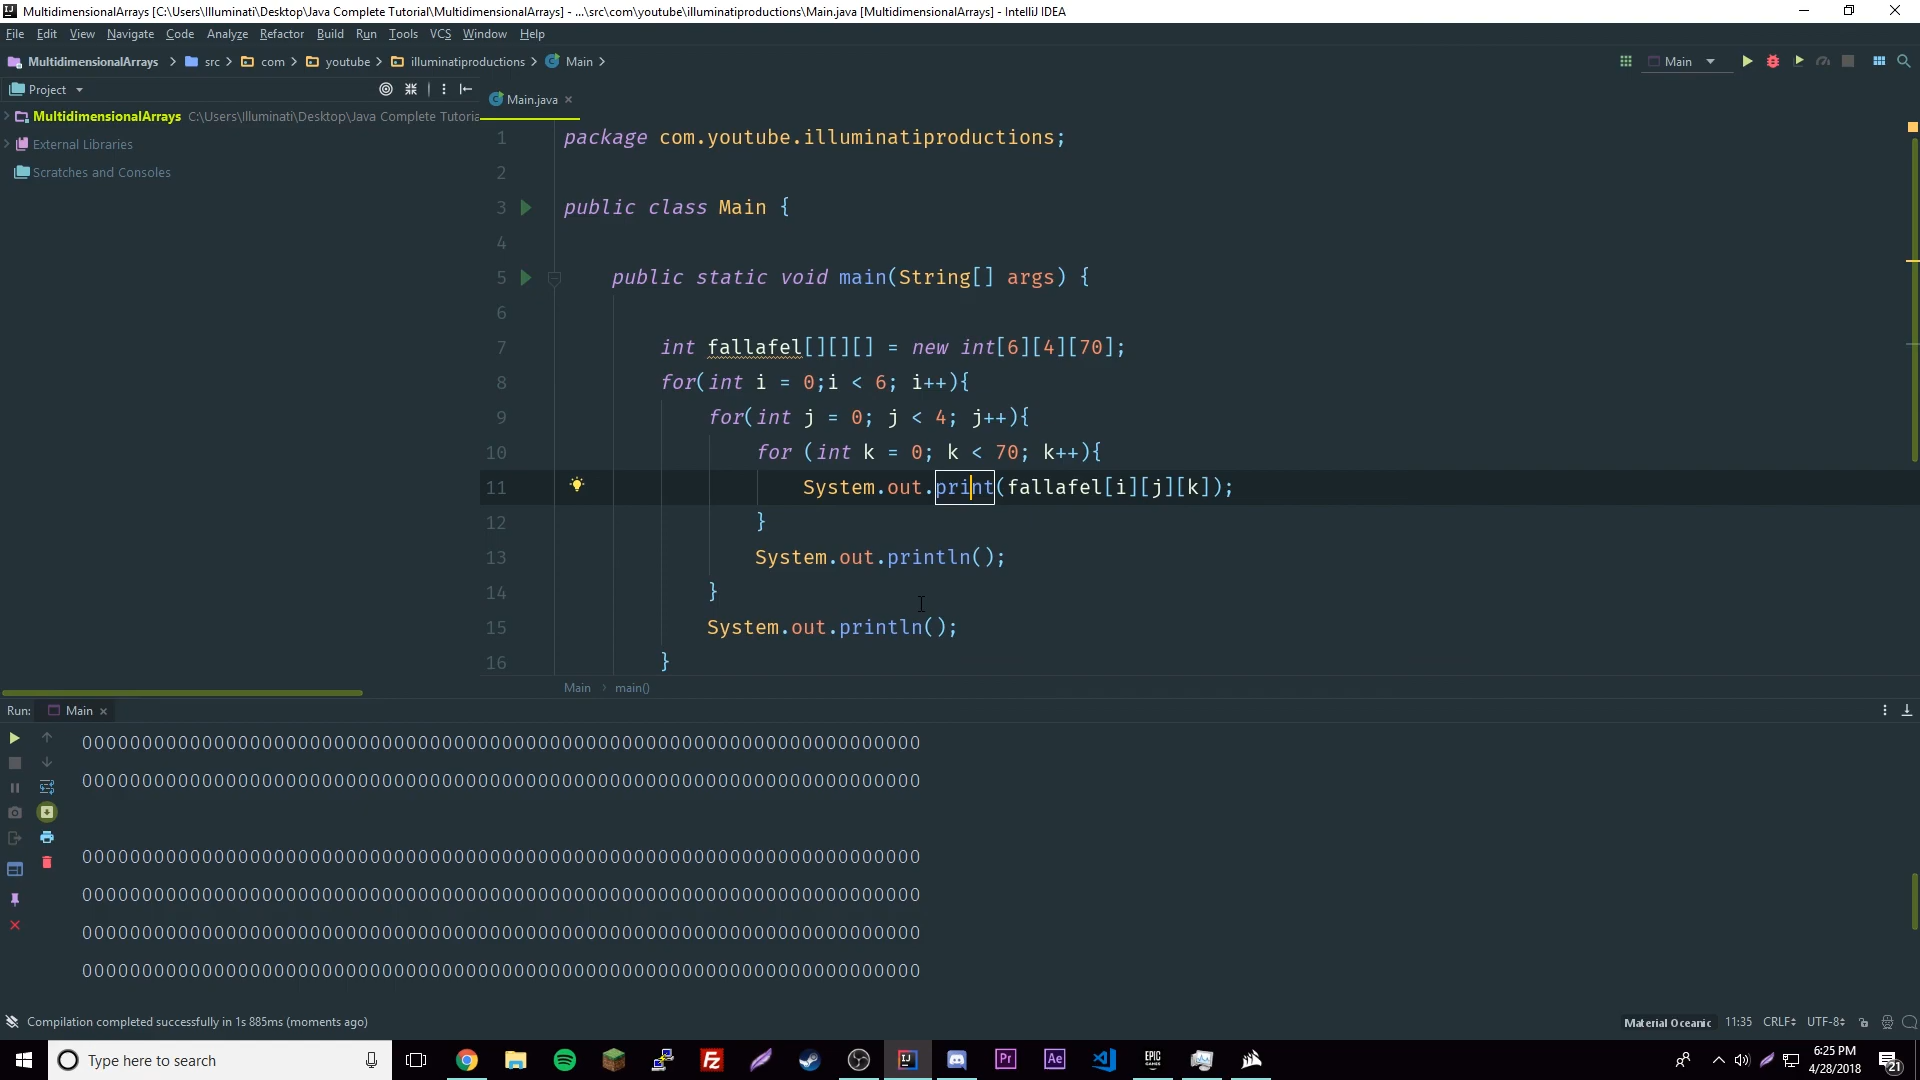 MultidimensionalArrays [C:\Users\Illuminati\Desktop\Java Complete Tutorial\MultidimensionalArrays] - ...\src\com\youtube\illuminatiproductions\Main.java [MultidimensionalArrays] - IntelliJ IDEA
File Edit View Navigate Code Analyze Refactor Build Run Tools VCS Window Help
MultidimensionalArrays src com youtube illuminatiproductions Main
Main
Project
Main.java
MultidimensionalArrays C:\Users\Illuminati\Desktop\Java Complete Tutoria
External Libraries
Scratches and Consoles
1 package com.youtube.illuminatiproductions;
2
3 public class Main {
4
5 public static void main(String[] args) {
6
7 int fallafel[][][] = new int[6][4][70];
8 for(int i = 0;i < 6; i++){
9 for(int j = 0; j < 4; j++){
10 for (int k = 0; k < 70; k++){
11 System.out.print(fallafel[i][j][k]);
12 }
13 System.out.println();
14 }
15 System.out.println();
16 }
Main > main()
Run: Main
0000000000000000000000000000000000000000000000000000000000000000000000
0000000000000000000000000000000000000000000000000000000000000000000000
0000000000000000000000000000000000000000000000000000000000000000000000
0000000000000000000000000000000000000000000000000000000000000000000000
0000000000000000000000000000000000000000000000000000000000000000000000
0000000000000000000000000000000000000000000000000000000000000000000000
Compilation completed successfully in 1s 885ms (moments ago)
Material Oceanic 11:35 CRLF UTF-8
Type here to search
6:25 PM
4/28/2018
21